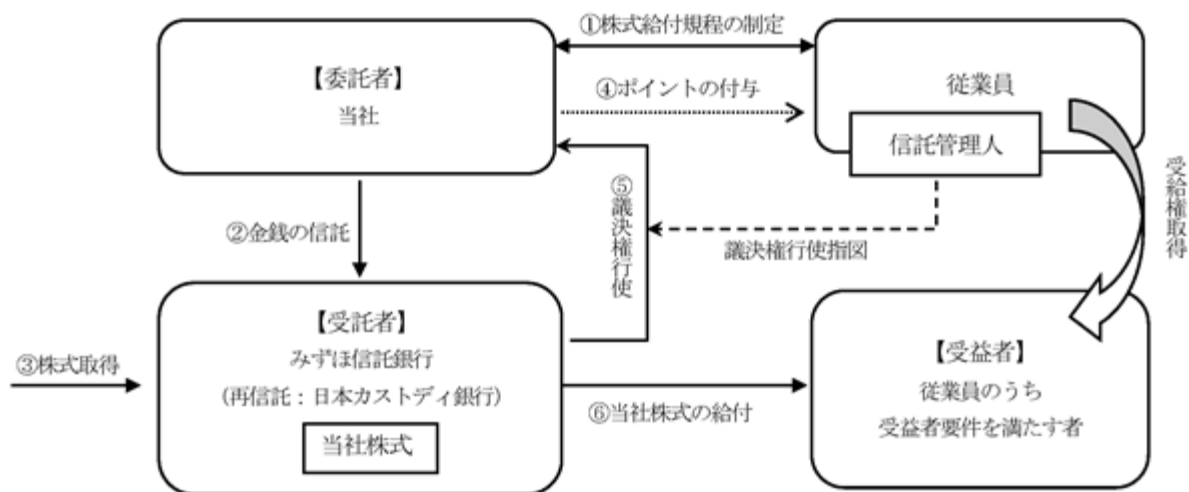 ①株式給付規程の制定
【委託者】
当社
④ポイントの付与
従業員
信託管理人
受給権取得
②金銭の信託
⑤議決権行使
議決権行使指図
【受託者】
みずほ信託銀行
(再信託：日本カストディ銀行)
当社株式
③株式取得
⑥当社株式の給付
【受益者】
従業員のうち
受益者要件を満たす者